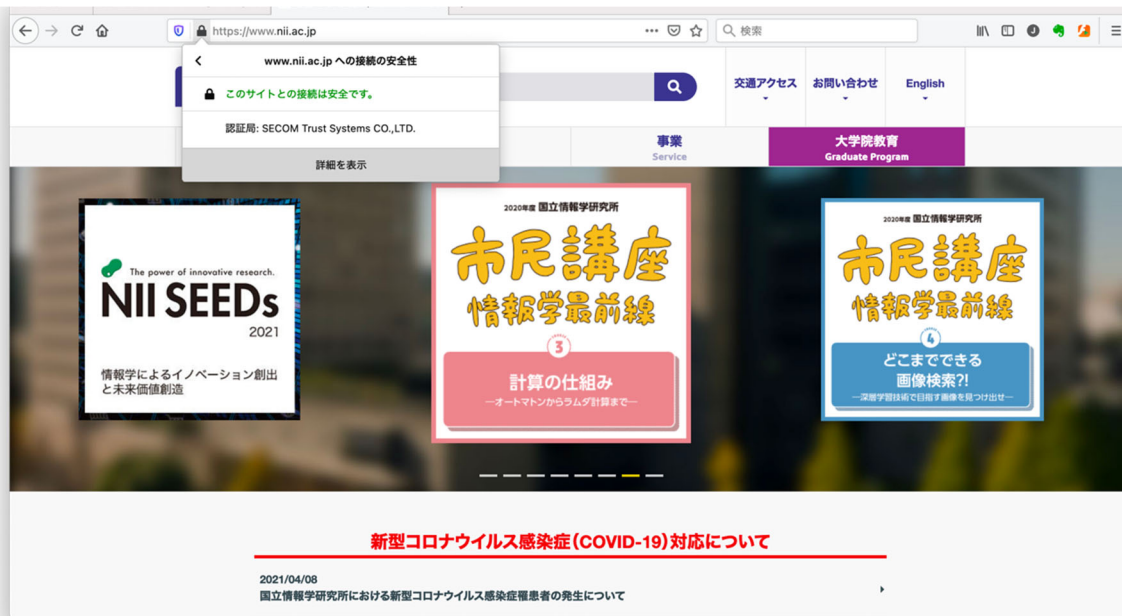 https://www.nii.ac.jp
検索
www.nii.ac.jp への接続の安全性
このサイトとの接続は安全です。
認証局: SECOM Trust Systems CO.,LTD.
詳細を表示
交通アクセス
お問い合わせ
English
事業
Service
大学院教育
Graduate Program
The power of innovative research.
NII SEEDs
2021
情報学によるイノベーション創出
と未来価値創造
2020年度 国立情報学研究所
市民講座
情報学最前線
3
計算の仕組み
―オートマトンからラムダ計算まで―
2020年度 国立情報学研究所
市民講座
情報学最前線
4
どこまでできる
画像検索?!
―深層学習技術で目指す画像を見つけ出せ―
新型コロナウイルス感染症(COVID-19)対応について
2021/04/08
国立情報学研究所における新型コロナウイルス感染症罹患者の発生について